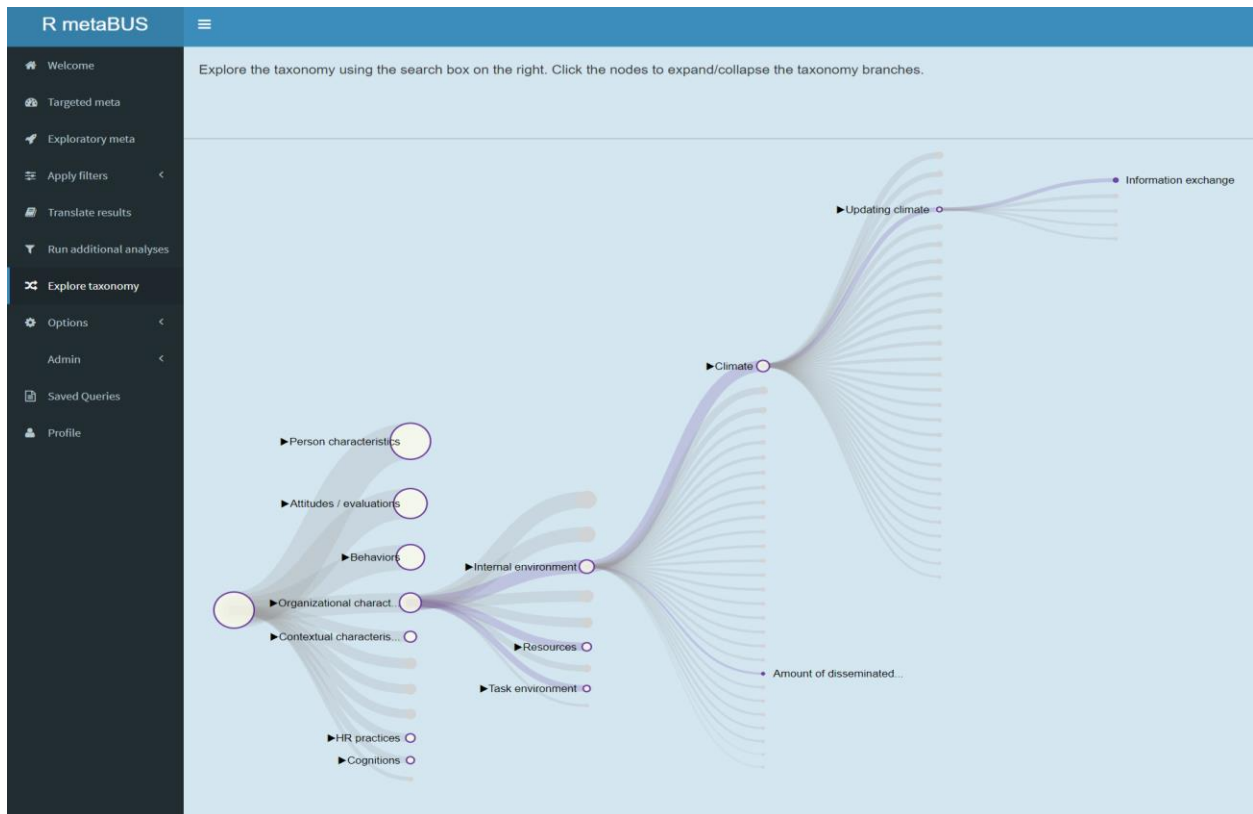 R metaBUS
Welcome
Targeted meta
Exploratory meta
Apply filters
Translate results
Run additional analyses
Explore taxonomy
Options
Admin
Saved Queries
Profile
Explore the taxonomy using the search box on the right. Click the nodes to expand/collapse the taxonomy branches.
Information exchange
▶Updating climate
▶Climate
▶Person characteristics
▶Attitudes / evaluations
▶Behaviors
▶Internal environment
▶Organizational charact...
▶Contextual characteris...
▶Resources
Amount of disseminated...
▶Task environment
▶HR practices
▶Cognitions